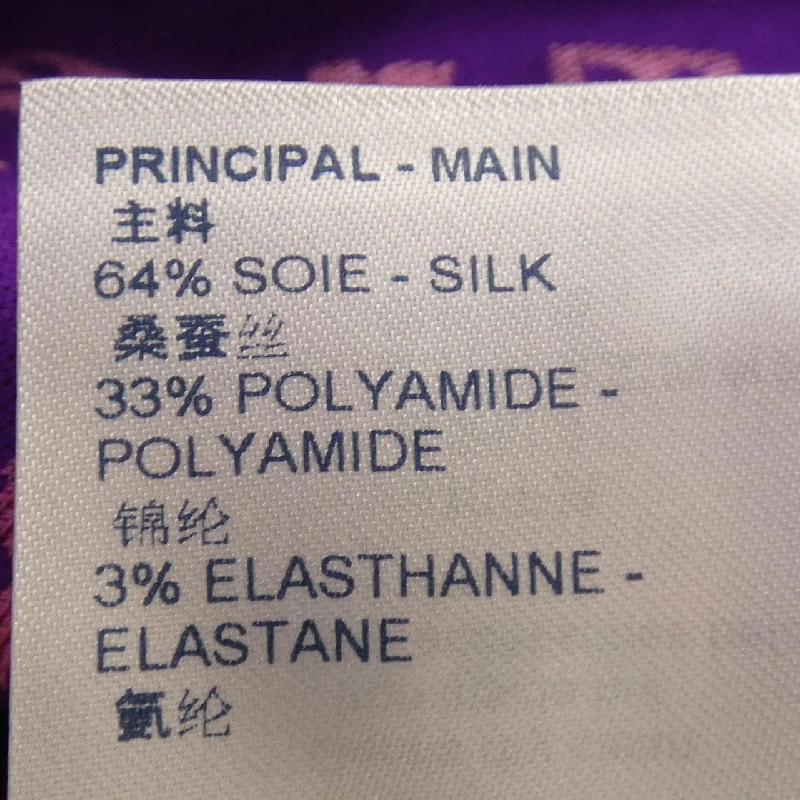 PRINCIPAL - MAIN
主料
64% SOIE - SILK
桑蚕丝
33% POLYAMIDE -
POLYAMIDE
锦纶
3% ELASTHANNE -
ELASTANE
氨纶